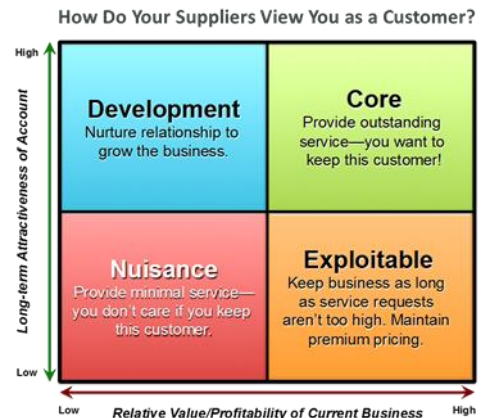 How Do Your Suppliers View You as a Customer?
High
Long-term Attractiveness of Account
Low
Development
Nurture relationship to
grow the business.
Core
Provide outstanding
service—you want to
keep this customer!
Nuisance
Provide minimal service—
you don't care if you keep
this customer.
Exploitable
Keep business as long
as service requests
aren't too high. Maintain
premium pricing.
Low
Relative Value/Profitability of Current Business
High